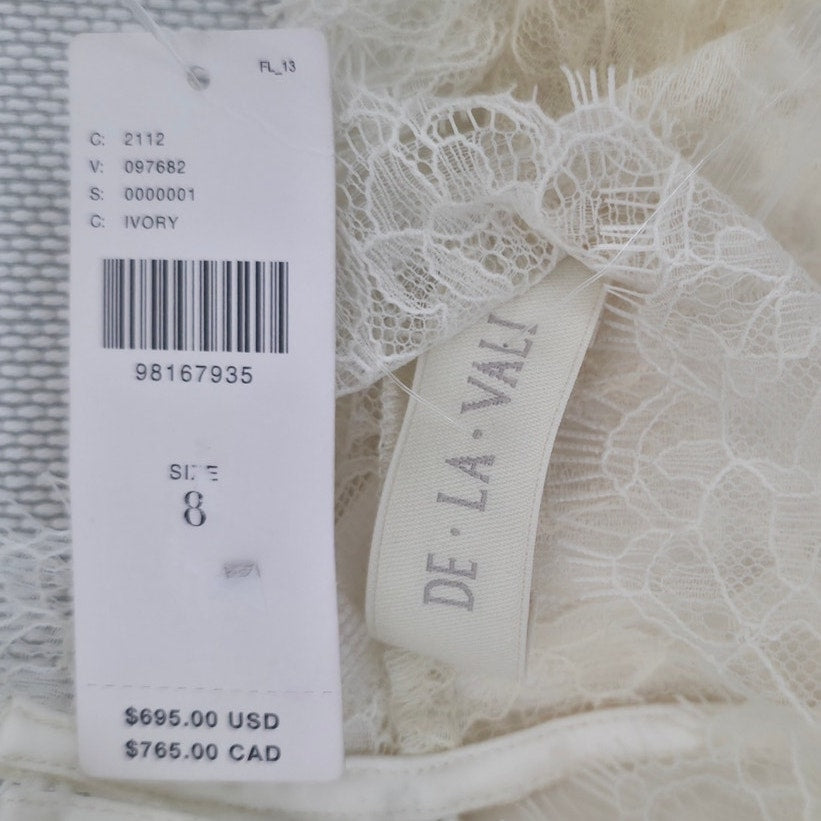 FL_13
C: 2112
V: 097682
S: 0000001
C: IVORY
98167935
SIZE
8
$695.00 USD
$765.00 CAD
DE · LA · VALI